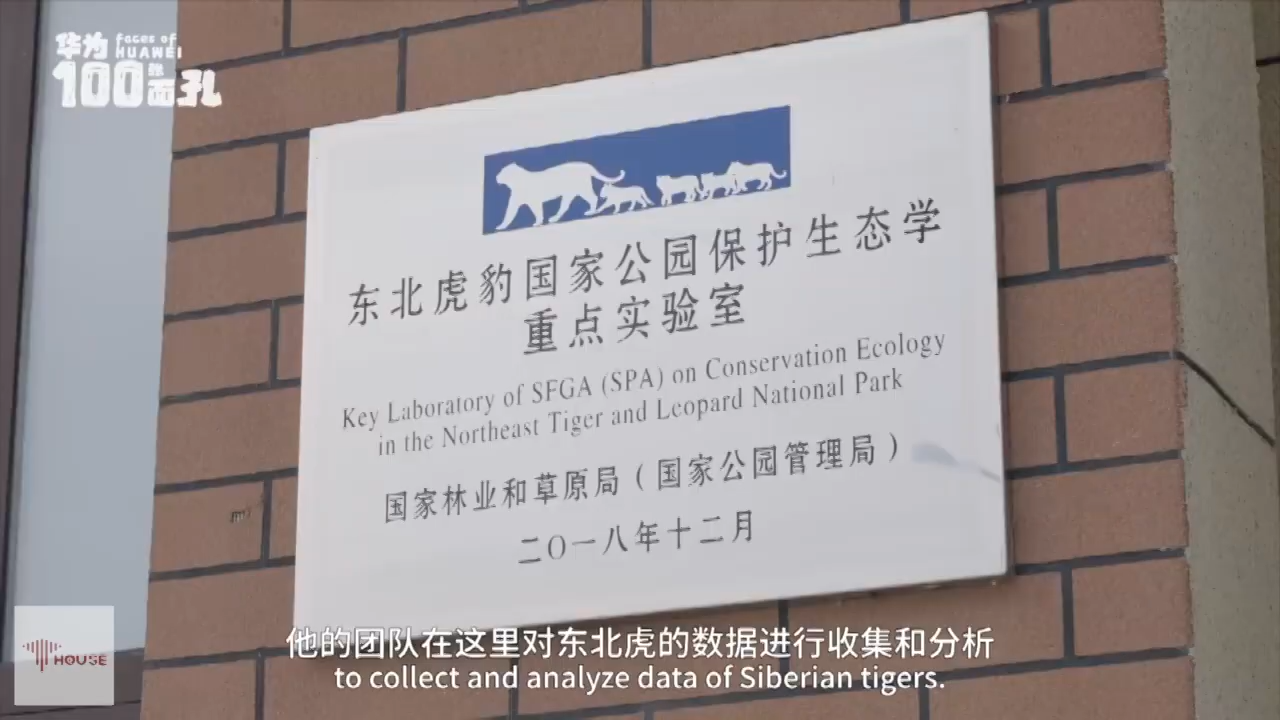 华为 faces of HUAWEI
100张面孔
东北虎豹国家公园保护生态学
重点实验室
Key Laboratory of SFGA (SPA) on Conservation Ecology
in the Northeast Tiger and Leopard National Park
国家林业和草原局（国家公园管理局）
二〇一八年十二月
HOUSE
他的团队在这里对东北虎的数据进行收集和分析
to collect and analyze data of Siberian tigers.